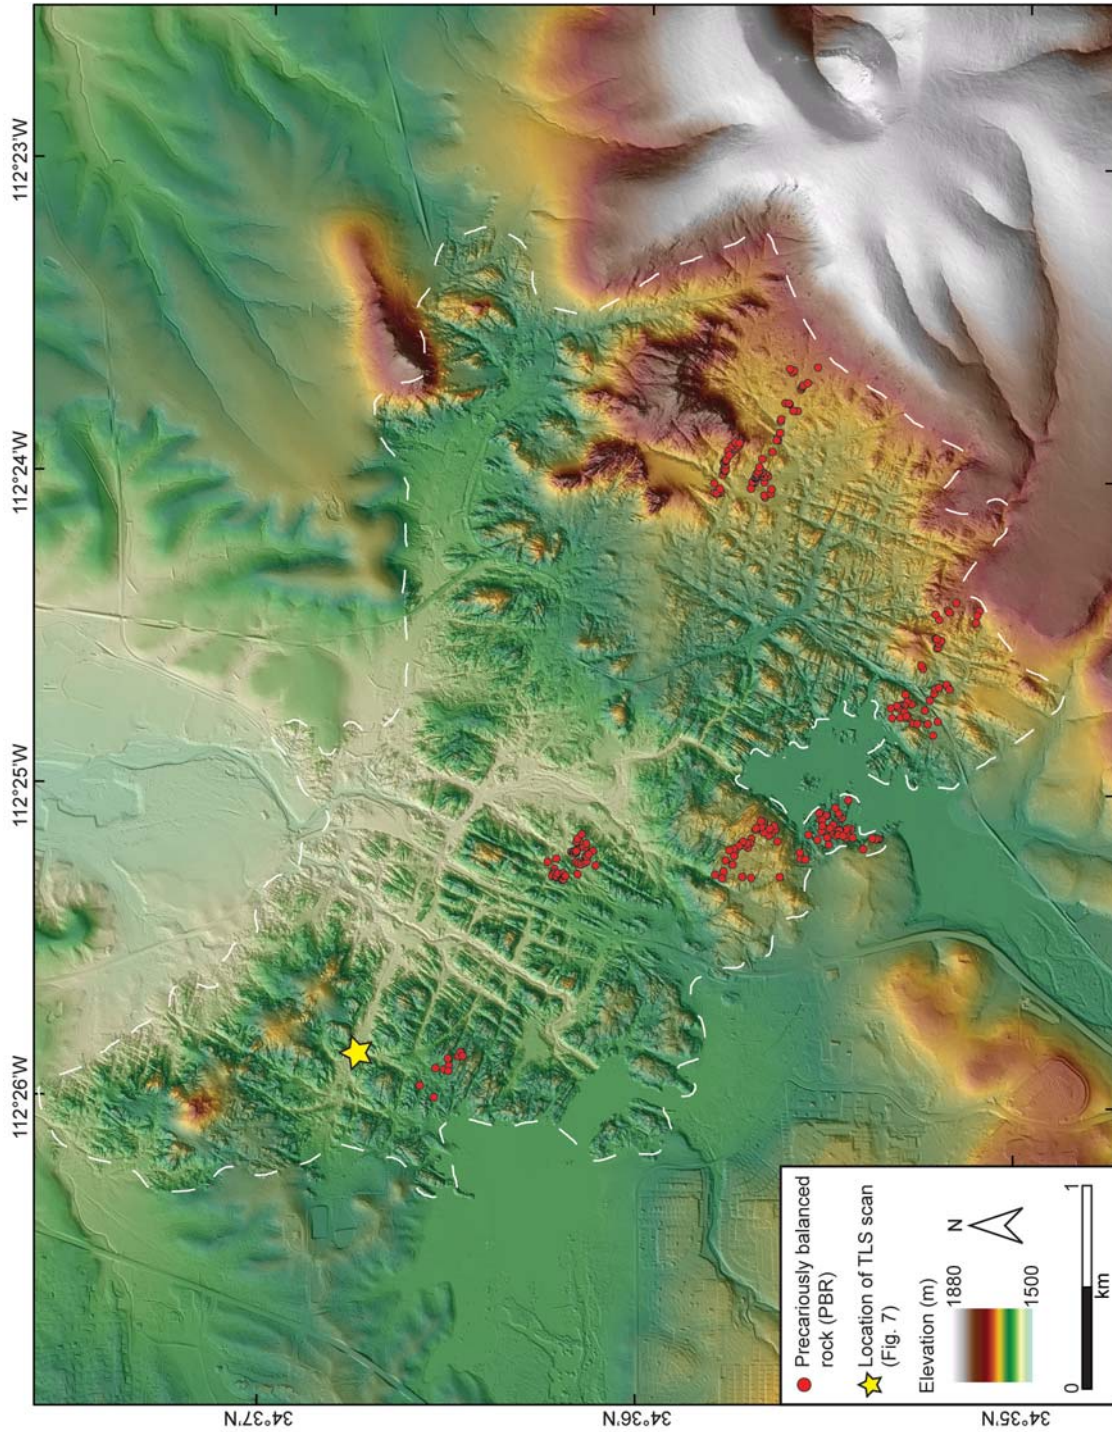 112°26'W
112°25'W
112°24'W
112°23'W
34°37'N
34°36'N
34°35'N
Precariously balanced
rock (PBR)
Location of TLS scan
(Fig. 7)
Elevation (m)
1880
1500
N
0
1
km